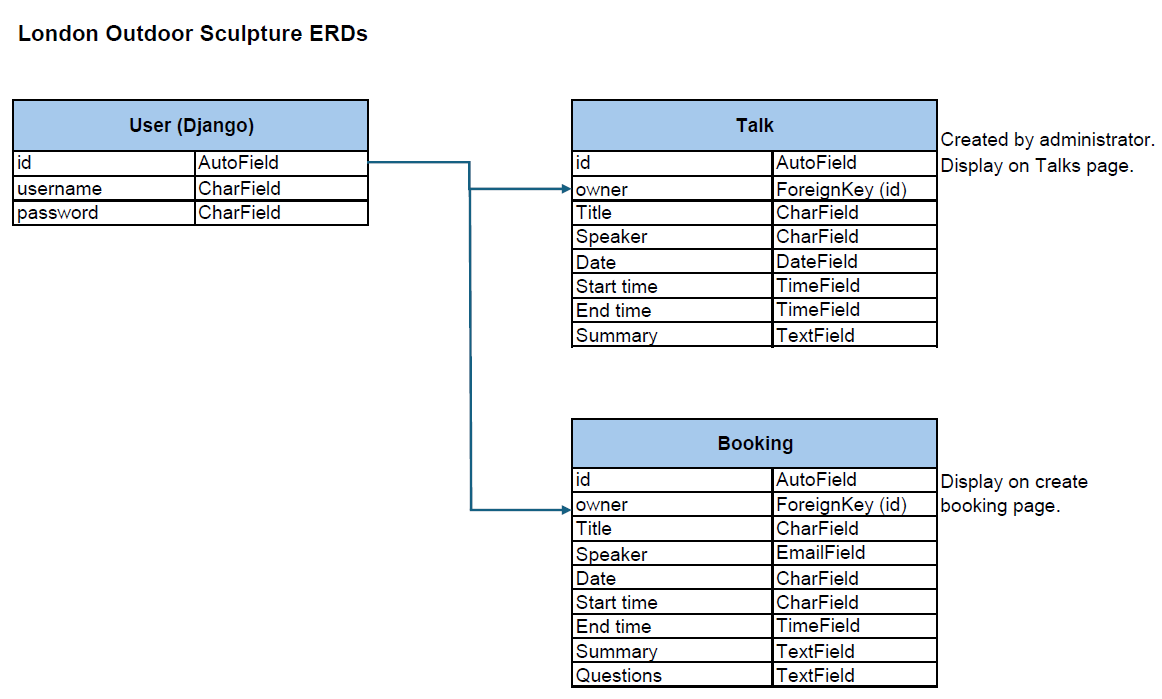 London Outdoor Sculpture ERDs
User (Django)
id AutoField
username CharField
password CharField
Talk
id AutoField
owner ForeignKey (id)
Title CharField
Speaker CharField
Date DateField
Start time TimeField
End time TimeField
Summary TextField
Created by administrator.
Display on Talks page.
Booking
id AutoField
owner ForeignKey (id)
Title CharField
Speaker EmailField
Date CharField
Start time CharField
End time TimeField
Summary TextField
Questions TextField
Display on create
booking page.